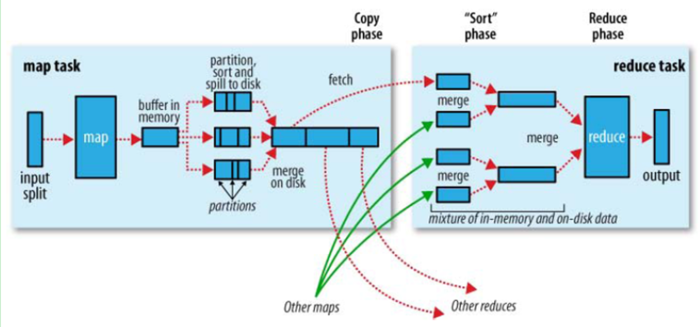 Copy
phase
“Sort”
phase
Reduce
phase
map task
reduce task
partition,
sort and
spill to disk
fetch
buffer in
memory
map
merge
merge
reduce
input
split
merge
on disk
merge
output
partitions
mixture of in-memory and on-disk data
Other maps
Other reduces